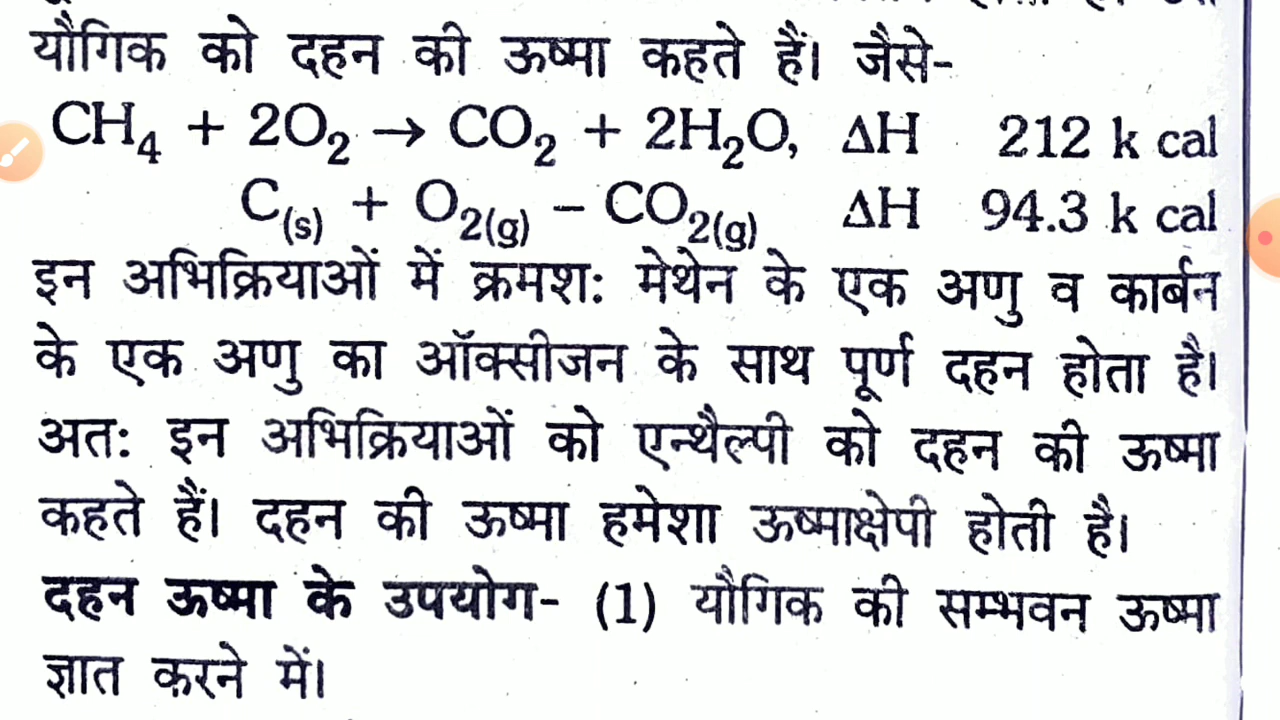 यौगिक को दहन की ऊष्मा कहते हैं। जैसे-
CH₄ + 2O₂ → CO₂ + 2H₂O, ΔH 212 k cal
C₍s₎ + O₂₍g₎ – CO₂₍g₎ ΔH 94.3 k cal
इन अभिक्रियाओं में क्रमश: मेथेन के एक अणु व कार्बन
के एक अणु का ऑक्सीजन के साथ पूर्ण दहन होता है।
अत: इन अभिक्रियाओं को एन्थैल्पी को दहन की ऊष्मा
कहते हैं। दहन की ऊष्मा हमेशा ऊष्माक्षेपी होती है।
दहन ऊष्मा के उपयोग- (1) यौगिक की सम्भवन ऊष्मा
ज्ञात करने में।